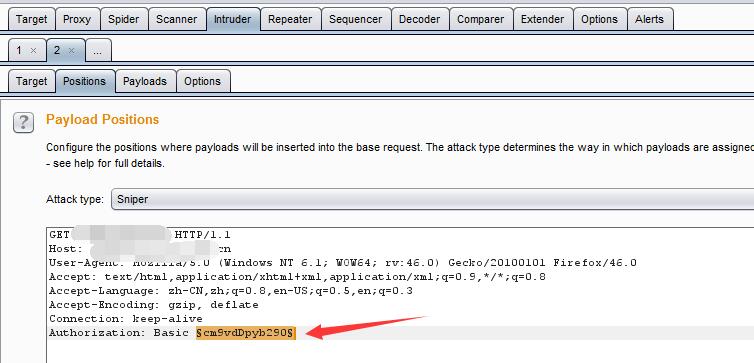 Target Proxy Spider Scanner Intruder Repeater Sequencer Decoder Comparer Extender Options Alerts
1 × 2 × ...
Target Positions Payloads Options
? Payload Positions
Configure the positions where payloads will be inserted into the base request. The attack type determines the way in which payloads are assigned
- see help for full details.
Attack type: Sniper
GET HTTP/1.1
Host: cn
User-Agent: Mozilla/5.0 (Windows NT 6.1; WOW64; rv:46.0) Gecko/20100101 Firefox/46.0
Accept: text/html,application/xhtml+xml,application/xml;q=0.9,*/*;q=0.8
Accept-Language: zh-CN,zh;q=0.8,en-US;q=0.5,en;q=0.3
Accept-Encoding: gzip, deflate
Connection: keep-alive
Authorization: Basic §cm9vdDpyb290§